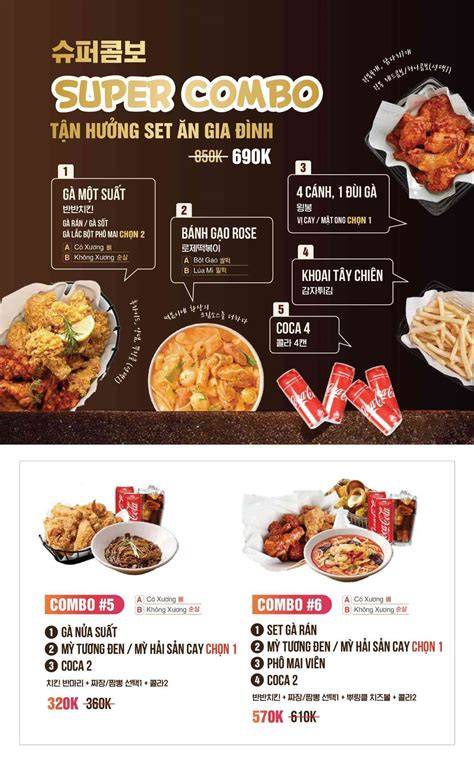 슈퍼콤보
SUPER COMBO
TẬN HƯỞNG SET ĂN GIA ĐÌNH
850K 690K
1
GÀ MỘT SUẤT
반반치킨
GÀ RÁN / GÀ SỐT
GÀ LẮC BỘT PHÔ MAI CHỌN 2
A Có Xương 뼈
B Không Xương 순살
2
BÁNH GẠO ROSE
로제떡볶이
A Bột Gạo 쌀떡
B Lúa Mì 밀떡
3
4 CÁNH, 1 ĐÙI GÀ
윙봉
VỊ CAY / MẬT ONG CHỌN 1
4
KHOAI TÂY CHIÊN
감자튀김
5
COCA 4
콜라 4캔
Coca-Cola
COMBO #5
A Có Xương 뼈
B Không Xương 순살
1 GÀ NỬA SUẤT
2 MỲ TƯƠNG ĐEN / MỲ HẢI SẢN CAY CHỌN 1
3 COCA 2
치킨 반마리 + 짜장/짬뽕 선택1 + 콜라2
320K 360K
COMBO #6
A Có Xương 뼈
B Không Xương 순살
1 SET GÀ RÁN
2 MỲ TƯƠNG ĐEN / MỲ HẢI SẢN CAY CHỌN 1
3 PHÔ MAI VIÊN
4 COCA 2
반반치킨 + 짜장/짬뽕 선택1 + 뿌링클 치즈볼 + 콜라2
570K 610K